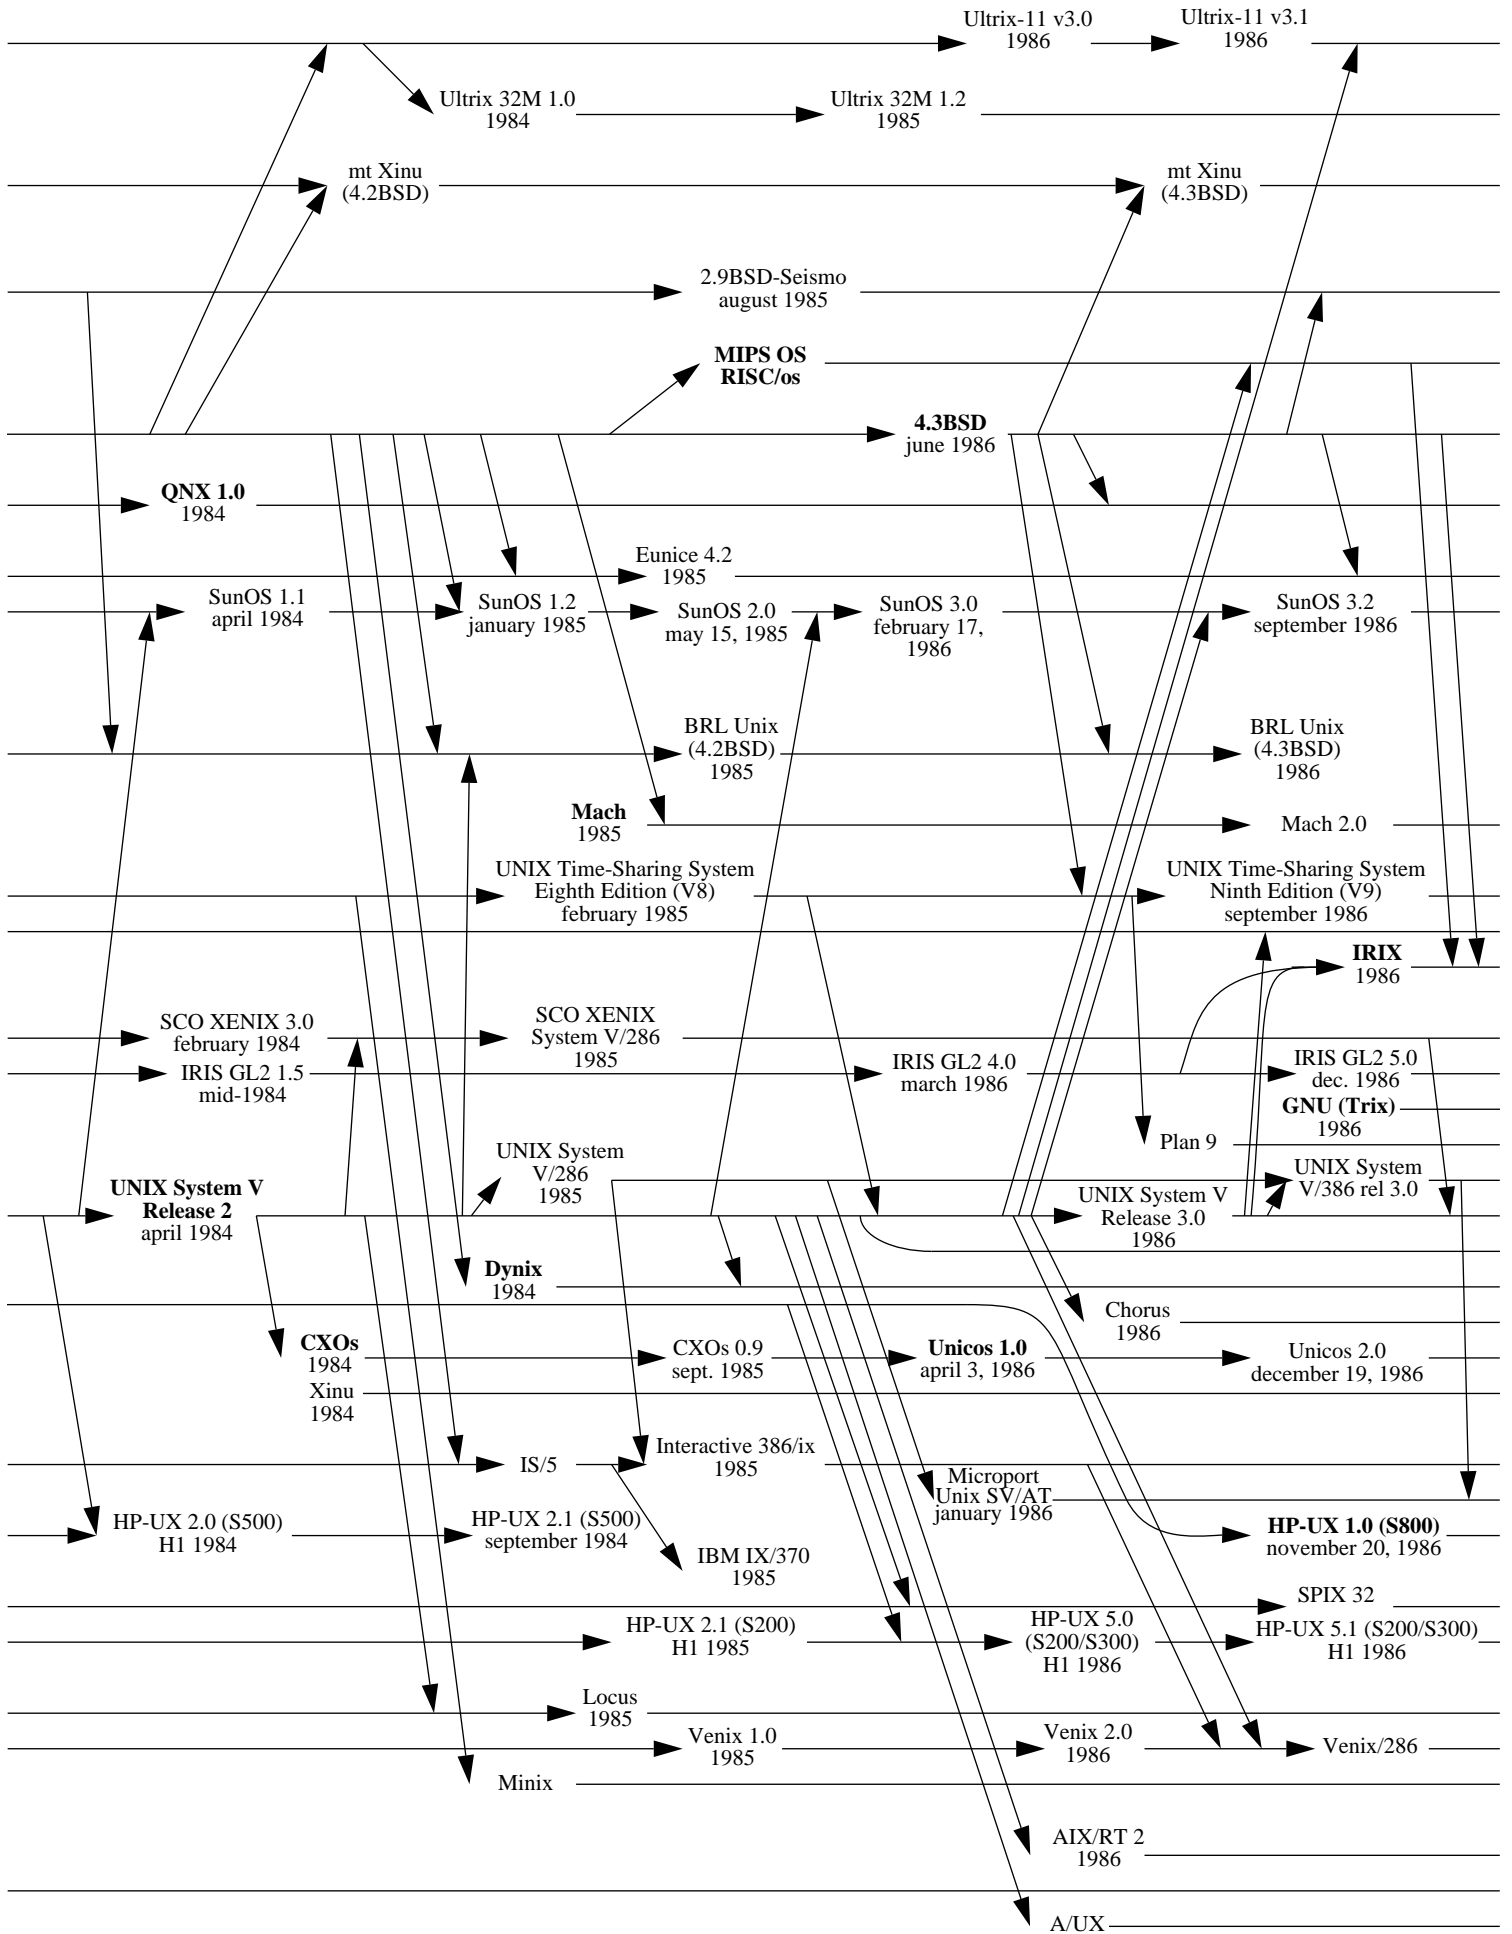 Ultrix-11 v3.0
1986
Ultrix-11 v3.1
1986
Ultrix 32M 1.0
1984
Ultrix 32M 1.2
1985
mt Xinu
(4.2BSD)
mt Xinu
(4.3BSD)
2.9BSD-Seismo
august 1985
MIPS OS
RISC/os
4.3BSD
june 1986
QNX 1.0
1984
Eunice 4.2
1985
SunOS 1.1
april 1984
SunOS 1.2
january 1985
SunOS 2.0
may 15, 1985
SunOS 3.0
february 17,
1986
SunOS 3.2
september 1986
BRL Unix
(4.2BSD)
1985
BRL Unix
(4.3BSD)
1986
Mach
1985
Mach 2.0
UNIX Time-Sharing System
Eighth Edition (V8)
february 1985
UNIX Time-Sharing System
Ninth Edition (V9)
september 1986
IRIX
1986
SCO XENIX 3.0
february 1984
SCO XENIX
System V/286
1985
IRIS GL2 1.5
mid-1984
IRIS GL2 4.0
march 1986
IRIS GL2 5.0
dec. 1986
GNU (Trix)
1986
Plan 9
UNIX System V
Release 2
april 1984
UNIX System
V/286
1985
UNIX System V
Release 3.0
1986
UNIX System
V/386 rel 3.0
Dynix
1984
Chorus
1986
CXOs
1984
CXOs 0.9
sept. 1985
Unicos 1.0
april 3, 1986
Unicos 2.0
december 19, 1986
Xinu
1984
IS/5
Interactive 386/ix
1985
Microport
Unix SV/AT
january 1986
HP-UX 2.0 (S500)
H1 1984
HP-UX 2.1 (S500)
september 1984
HP-UX 1.0 (S800)
november 20, 1986
IBM IX/370
1985
SPIX 32
HP-UX 2.1 (S200)
H1 1985
HP-UX 5.0
(S200/S300)
H1 1986
HP-UX 5.1 (S200/S300)
H1 1986
Locus
1985
Venix 1.0
1985
Venix 2.0
1986
Venix/286
Minix
AIX/RT 2
1986
A/UX